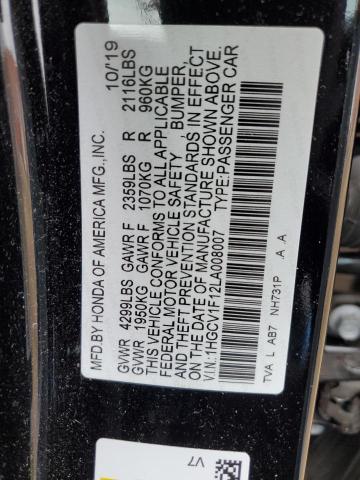 MFD.BY HONDA OF AMERICA MFG.,INC. 10/'19
GVWR 4299LBS GAWR F 2359LBS R 2116LBS
GVWR 1950KG GAWR F 1070KG R 960KG
THIS VEHICLE CONFORMS TO ALL APPLICABLE
FEDERAL MOTOR VEHICLE SAFETY BUMPER,
AND THEFT PREVENTION STANDARDS IN EFFECT
ON THE DATE OF MANUFACTURE SHOWN ABOVE.
V.I.N.:1HGCV1F12LA008007 TYPE:PASSENGER CAR
TVA L AB7 NH731P .A .A
V7